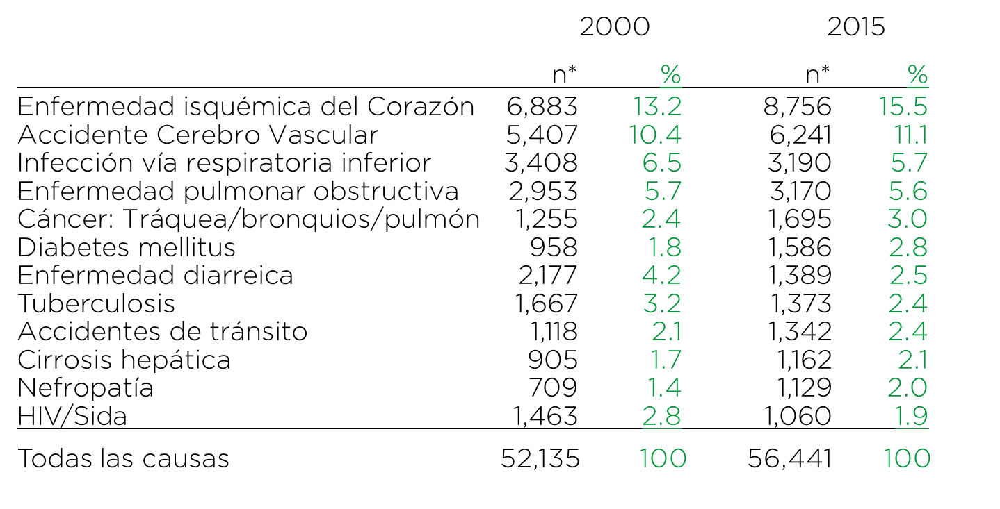 2000 2015
n* % n* %
Enfermedad isquémica del Corazón 6,883 13.2 8,756 15.5
Accidente Cerebro Vascular 5,407 10.4 6,241 11.1
Infección vía respiratoria inferior 3,408 6.5 3,190 5.7
Enfermedad pulmonar obstructiva 2,953 5.7 3,170 5.6
Cáncer: Tráquea/bronquios/pulmón 1,255 2.4 1,695 3.0
Diabetes mellitus 958 1.8 1,586 2.8
Enfermedad diarreica 2,177 4.2 1,389 2.5
Tuberculosis 1,667 3.2 1,373 2.4
Accidentes de tránsito 1,118 2.1 1,342 2.4
Cirrosis hepática 905 1.7 1,162 2.1
Nefropatía 709 1.4 1,129 2.0
HIV/Sida 1,463 2.8 1,060 1.9
Todas las causas 52,135 100 56,441 100